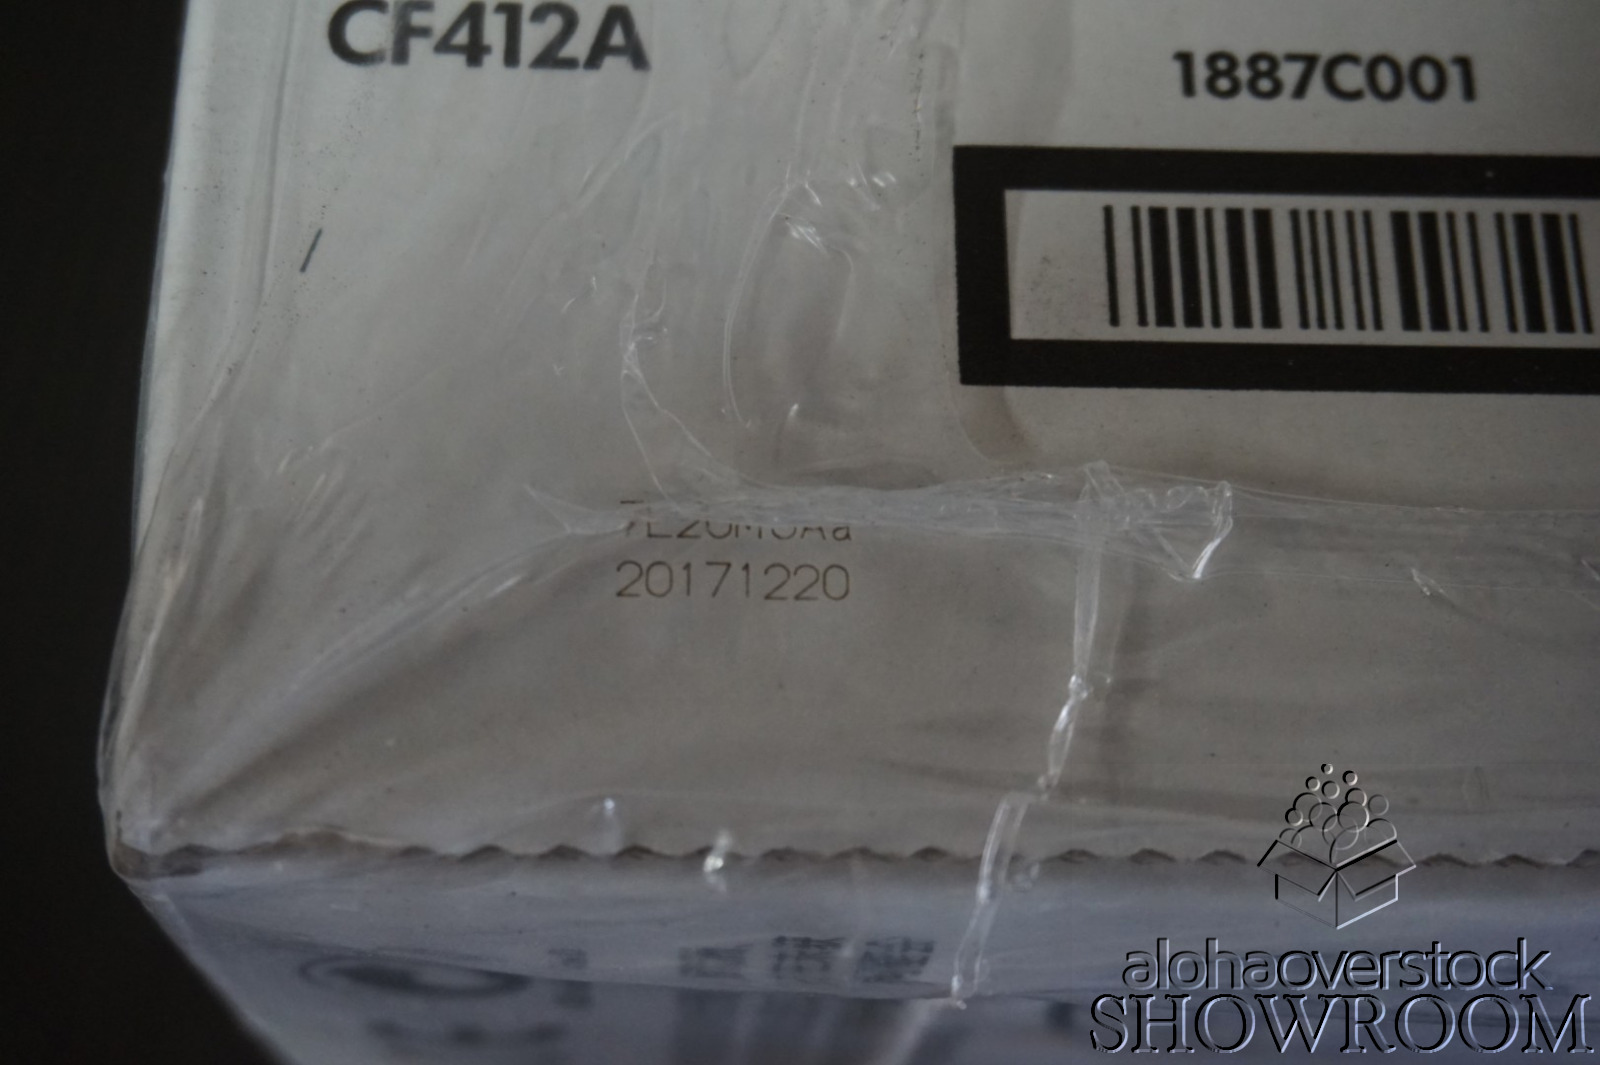 CF412A
1887C001
20171220
alohaoverstock
SHOWROOM